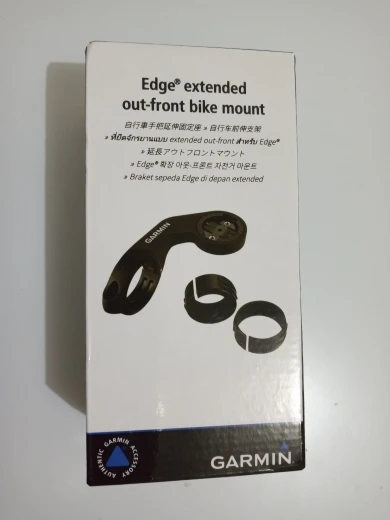 Edge® extended
out-front bike mount
自行車手把延伸固定座 » 自行车前伸支架
» ที่ยึดจักรยานแบบ extended out-front สำหรับ Edge®
» 延長アウトフロントマウント
» Edge® 확장 아웃-프론트 자전거 마운트
» Braket sepeda Edge di depan extended
GARMIN
AUTHENTIC GARMIN ACCESSORY
GARMIN